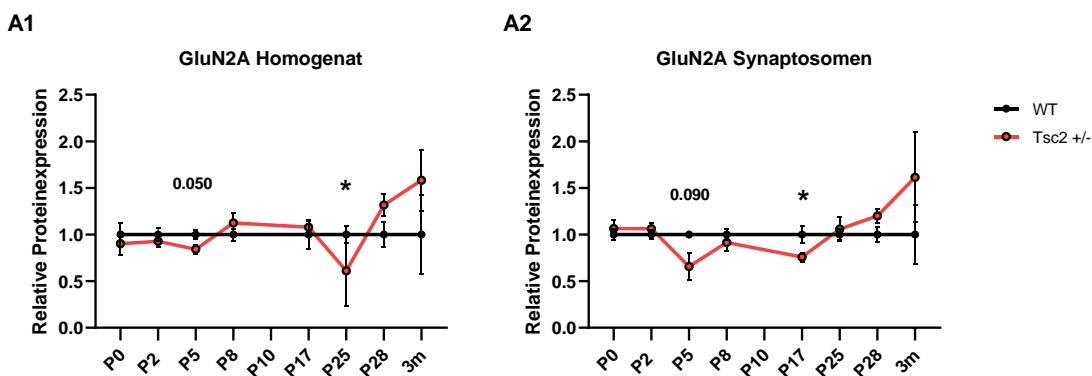 A1
GluN2A Homogenat
Relative Proteinexpression
2.5
2.0
1.5
1.0
0.5
0.0
0.050
*
P0
P2
P5
P8
P10
P17
P25
P28
3m
A2
GluN2A Synaptosomen
Relative Proteinexpression
2.5
2.0
1.5
1.0
0.5
0.0
0.090
*
P0
P2
P5
P8
P10
P17
P25
P28
3m
WT
Tsc2 +/-